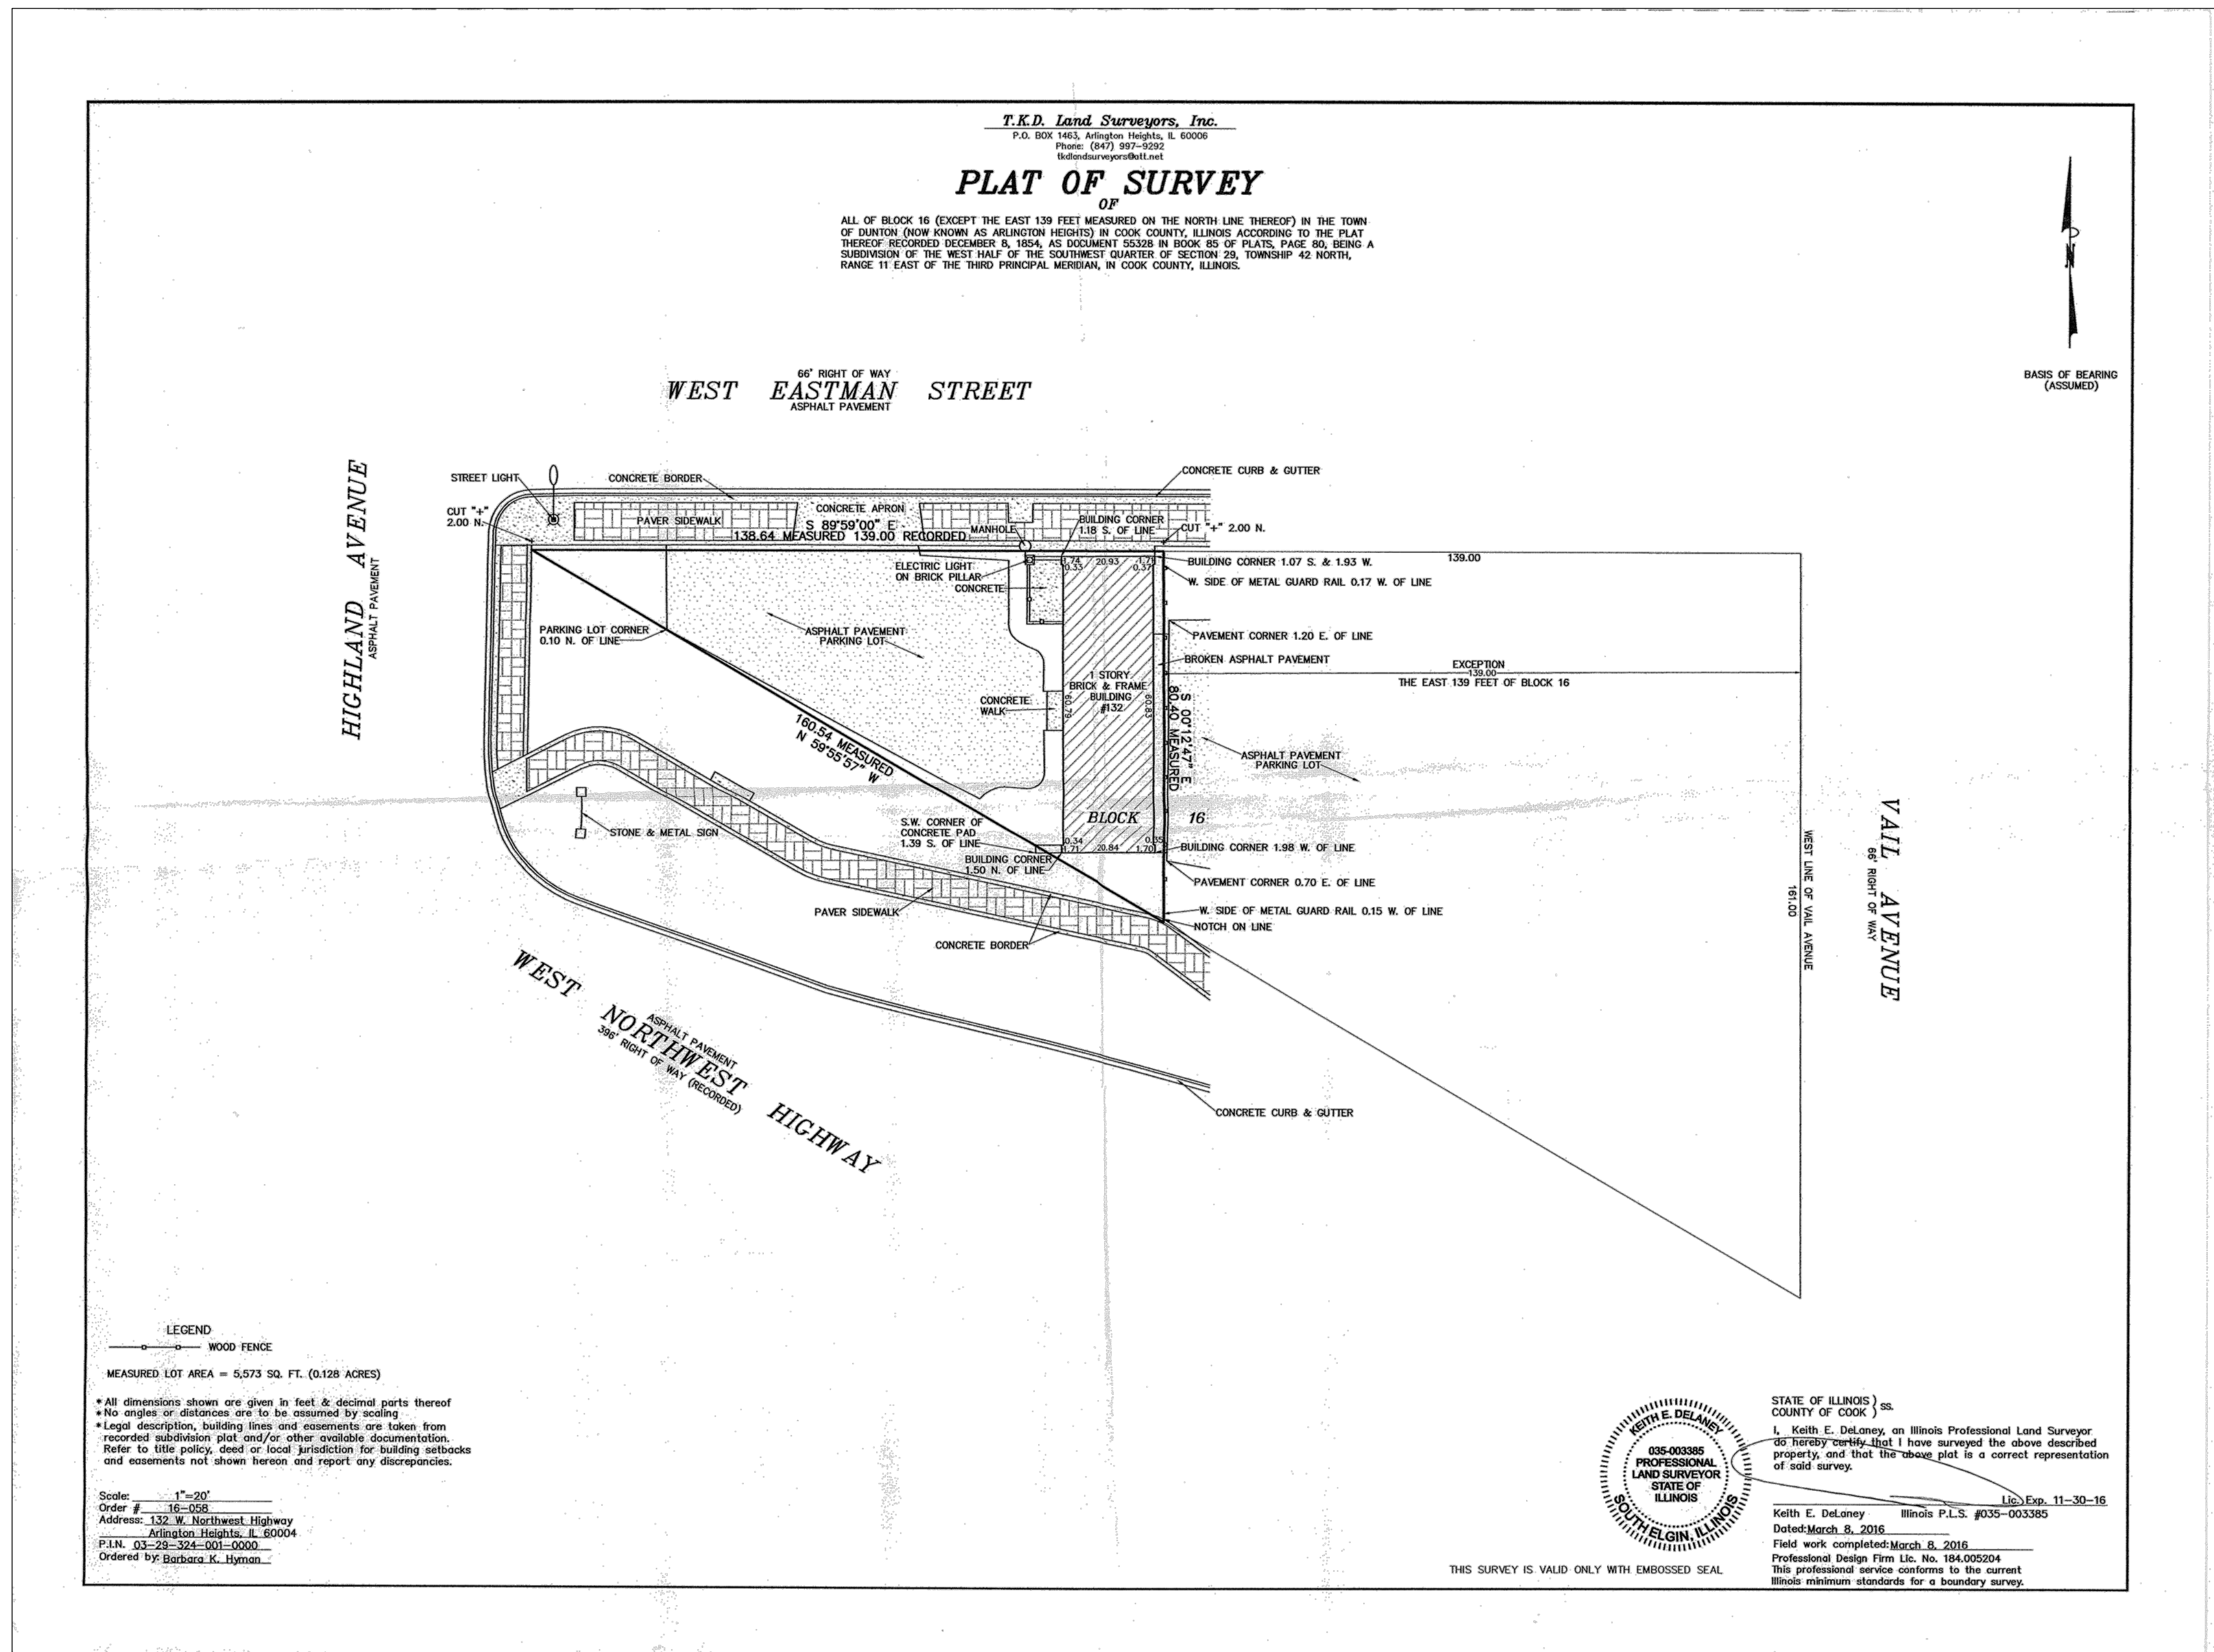 T.K.D. Land Surveyors, Inc.
P.O. BOX 1463, Arlington Heights, IL 60006
Phone: (847) 997-9292
tkdlandsurveyors@att.net
PLAT OF SURVEY
OF
ALL OF BLOCK 16 (EXCEPT THE EAST 139 FEET MEASURED ON THE NORTH LINE THEREOF) IN THE TOWN
OF DUNTON (NOW KNOWN AS ARLINGTON HEIGHTS) IN COOK COUNTY, ILLINOIS ACCORDING TO THE PLAT
THEREOF RECORDED DECEMBER 8, 1854, AS DOCUMENT 55328 IN BOOK 85 OF PLATS, PAGE 80, BEING A
SUBDIVISION OF THE WEST HALF OF THE SOUTHWEST QUARTER OF SECTION 29, TOWNSHIP 42 NORTH,
RANGE 11 EAST OF THE THIRD PRINCIPAL MERIDIAN, IN COOK COUNTY, ILLINOIS.
N
BASIS OF BEARING
(ASSUMED)
66' RIGHT OF WAY
WEST EASTMAN STREET
ASPHALT PAVEMENT
HIGHLAND AVENUE
ASPHALT PAVEMENT
STREET LIGHT
CONCRETE BORDER
CONCRETE CURB & GUTTER
CUT "+"
2.00 N.
PAVER SIDEWALK
CONCRETE APRON
S 89°59'00" E
138.64 MEASURED 139.00 RECORDED
MANHOLE
BUILDING CORNER
1.18 S. OF LINE
CUT "+" 2.00 N.
139.00
ELECTRIC LIGHT
ON BRICK PILLAR
CONCRETE
1.74
0.33
20.93
1.71
0.37
BUILDING CORNER 1.07 S. & 1.93 W.
W. SIDE OF METAL GUARD RAIL 0.17 W. OF LINE
PARKING LOT CORNER
0.10 N. OF LINE
ASPHALT PAVEMENT
PARKING LOT
PAVEMENT CORNER 1.20 E. OF LINE
BROKEN ASPHALT PAVEMENT
EXCEPTION
139.00
THE EAST 139 FEET OF BLOCK 16
1 STORY
BRICK & FRAME
BUILDING
#132
60.79
60.83
S 00°12'47" E
80.40 MEASURED
CONCRETE
WALK
160.54 MEASURED
N 59°55'57" W
ASPHALT PAVEMENT
PARKING LOT
BLOCK 16
STONE & METAL SIGN
S.W. CORNER OF
CONCRETE PAD
1.39 S. OF LINE
0.34
1.71
20.84
0.35
1.70
BUILDING CORNER 1.98 W. OF LINE
BUILDING CORNER
1.50 N. OF LINE
PAVEMENT CORNER 0.70 E. OF LINE
PAVER SIDEWALK
W. SIDE OF METAL GUARD RAIL 0.15 W. OF LINE
NOTCH ON LINE
CONCRETE BORDER
WEST LINE OF VAIL AVENUE
161.00
VAIL AVENUE
66' RIGHT OF WAY
WEST NORTHWEST HIGHWAY
ASPHALT PAVEMENT
396' RIGHT OF WAY (RECORDED)
CONCRETE CURB & GUTTER
LEGEND
WOOD FENCE
MEASURED LOT AREA = 5,573 SQ. FT. (0.128 ACRES)
* All dimensions shown are given in feet & decimal parts thereof
* No angles or distances are to be assumed by scaling
* Legal description, building lines and easements are taken from
recorded subdivision plat and/or other available documentation.
Refer to title policy, deed or local jurisdiction for building setbacks
and easements not shown hereon and report any discrepancies.
Scale: 1"=20'
Order # 16-058
Address: 132 W. Northwest Highway
Arlington Heights, IL 60004
P.I.N. 03-29-324-001-0000
Ordered by: Barbara K. Hyman
KEITH E. DELANEY
035-003385
PROFESSIONAL
LAND SURVEYOR
STATE OF
ILLINOIS
SOUTH ELGIN, ILLINOIS
THIS SURVEY IS VALID ONLY WITH EMBOSSED SEAL
STATE OF ILLINOIS )
COUNTY OF COOK ) SS.
I, Keith E. DeLaney, an Illinois Professional Land Surveyor
do hereby certify that I have surveyed the above described
property, and that the above plat is a correct representation
of said survey.
Lic. Exp. 11-30-16
Keith E. DeLaney Illinois P.L.S. #035-003385
Dated: March 8, 2016
Field work completed: March 8, 2016
Professional Design Firm Lic. No. 184.005204
This professional service conforms to the current
Illinois minimum standards for a boundary survey.